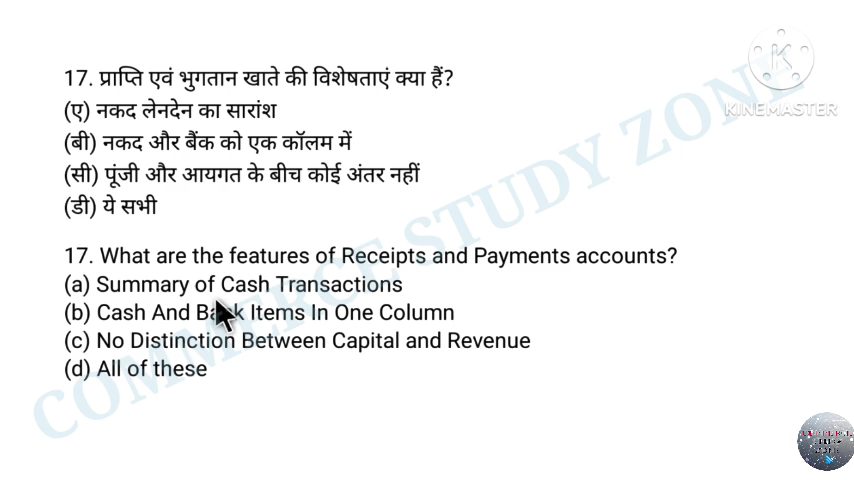 17. प्राप्ति एवं भुगतान खाते की विशेषताएं क्या हैं?
(ए) नकद लेनदेन का सारांश
(बी) नकद और बैंक को एक कॉलम में
(सी) पूंजी और आयगत के बीच कोई अंतर नहीं
(डी) ये सभी
17. What are the features of Receipts and Payments accounts?
(a) Summary of Cash Transactions
(b) Cash And Bank Items In One Column
(c) No Distinction Between Capital and Revenue
(d) All of these
COMMERCE STUDY ZONE
K
KINEMASTER